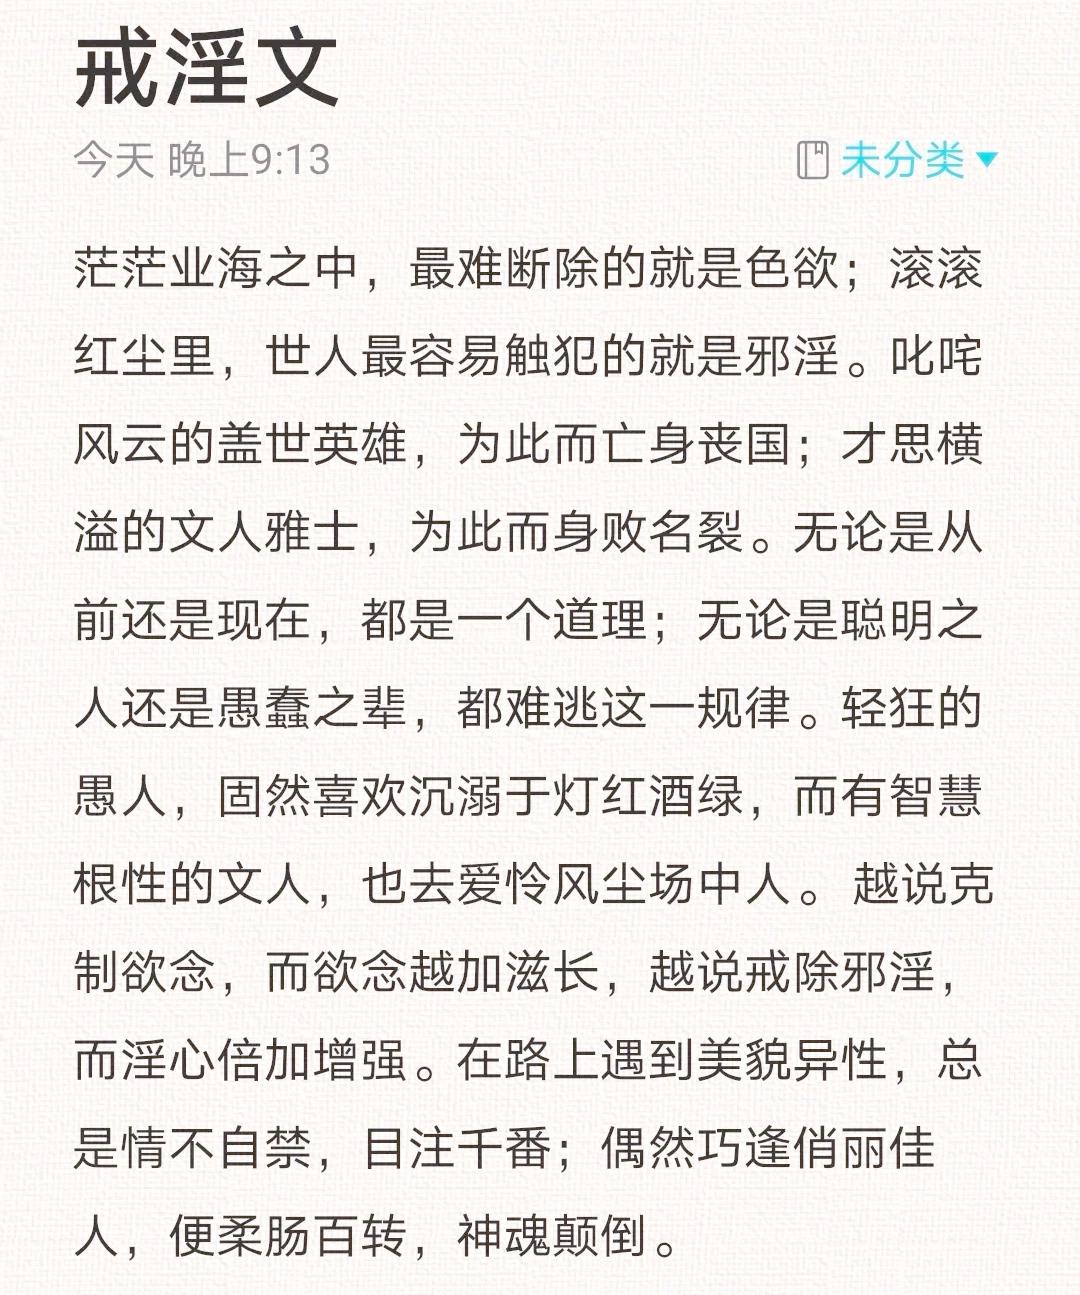 戒淫文
今天 晚上9:13 未分类
茫茫业海之中，最难断除的就是色欲；滚滚
红尘里，世人最容易触犯的就是邪淫。叱咤
风云的盖世英雄，为此而亡身丧国；才思横
溢的文人雅士，为此而身败名裂。无论是从
前还是现在，都是一个道理；无论是聪明之
人还是愚蠢之辈，都难逃这一规律。轻狂的
愚人，固然喜欢沉溺于灯红酒绿，而有智慧
根性的文人，也去爱怜风尘场中人。 越说克
制欲念，而欲念越加滋长，越说戒除邪淫，
而淫心倍加增强。在路上遇到美貌异性，总
是情不自禁，目注千番；偶然巧逢俏丽佳
人，便柔肠百转，神魂颠倒。